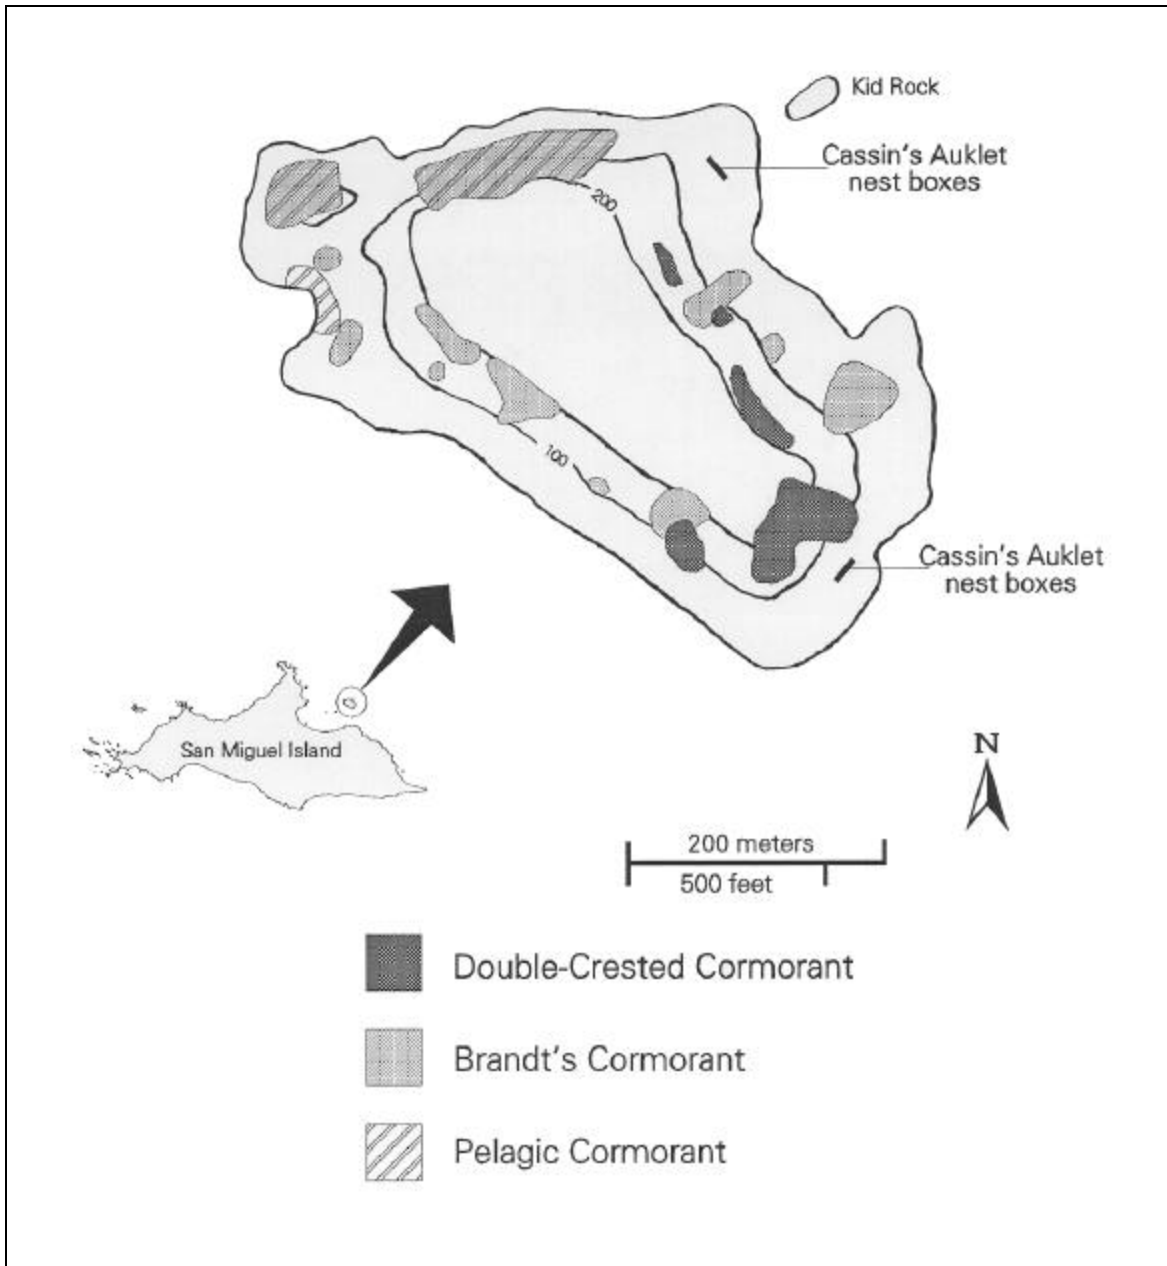 Kid Rock
Cassin's Auklet
nest boxes
200
100
Cassin's Auklet
nest boxes
San Miguel Island
N
200 meters
500 feet
Double-Crested Cormorant
Brandt's Cormorant
Pelagic Cormorant